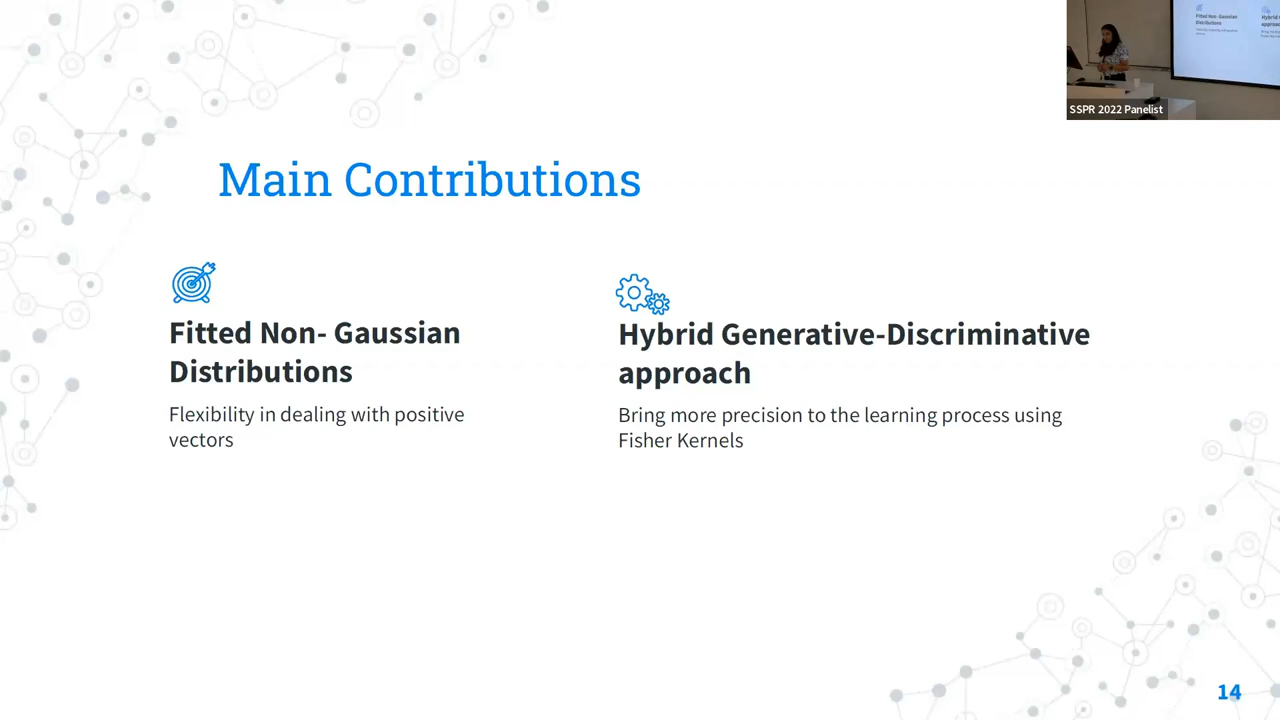 SSPR 2022 Panelist
Main Contributions
Fitted Non- Gaussian
Distributions
Flexibility in dealing with positive
vectors
Hybrid Generative-Discriminative
approach
Bring more precision to the learning process using
Fisher Kernels
14